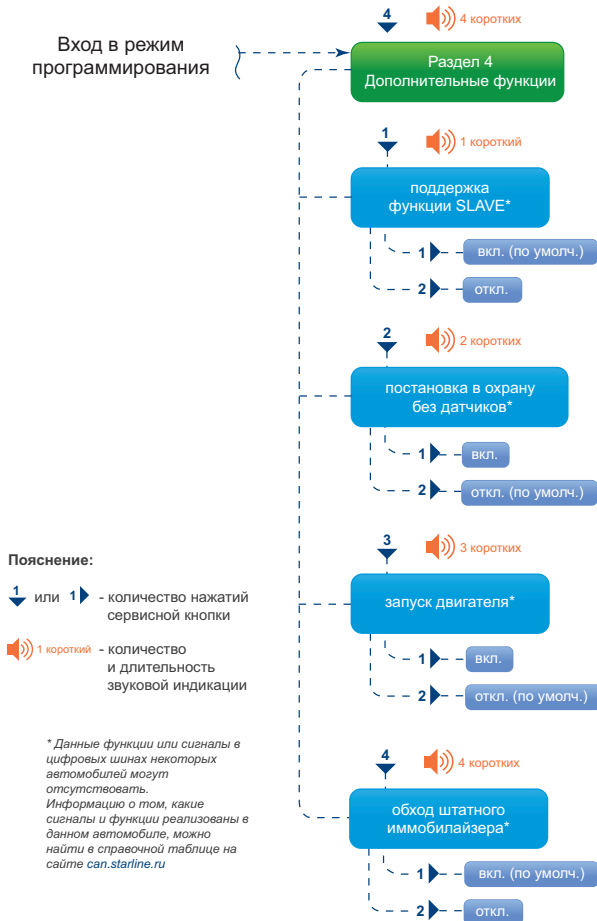 4
4 коротких
Вход в режим
программирования
Раздел 4
Дополнительные функции
1
1 короткий
поддержка
функции SLAVE*
1
вкл. (по умолч.)
2
откл.
2
2 коротких
постановка в охрану
без датчиков*
1
вкл.
2
откл. (по умолч.)
3
3 коротких
запуск двигателя*
1
вкл.
2
откл. (по умолч.)
4
4 коротких
обход штатного
иммобилайзера*
1
вкл. (по умолч.)
2
откл.
Пояснение:
1 или 1 - количество нажатий
сервисной кнопки
1 короткий - количество
и длительность
звуковой индикации
* Данные функции или сигналы в
цифровых шинах некоторых
автомобилей могут
отсутствовать.
Информацию о том, какие
сигналы и функции реализованы в
данном автомобиле, можно
найти в справочной таблице на
сайте can.starline.ru